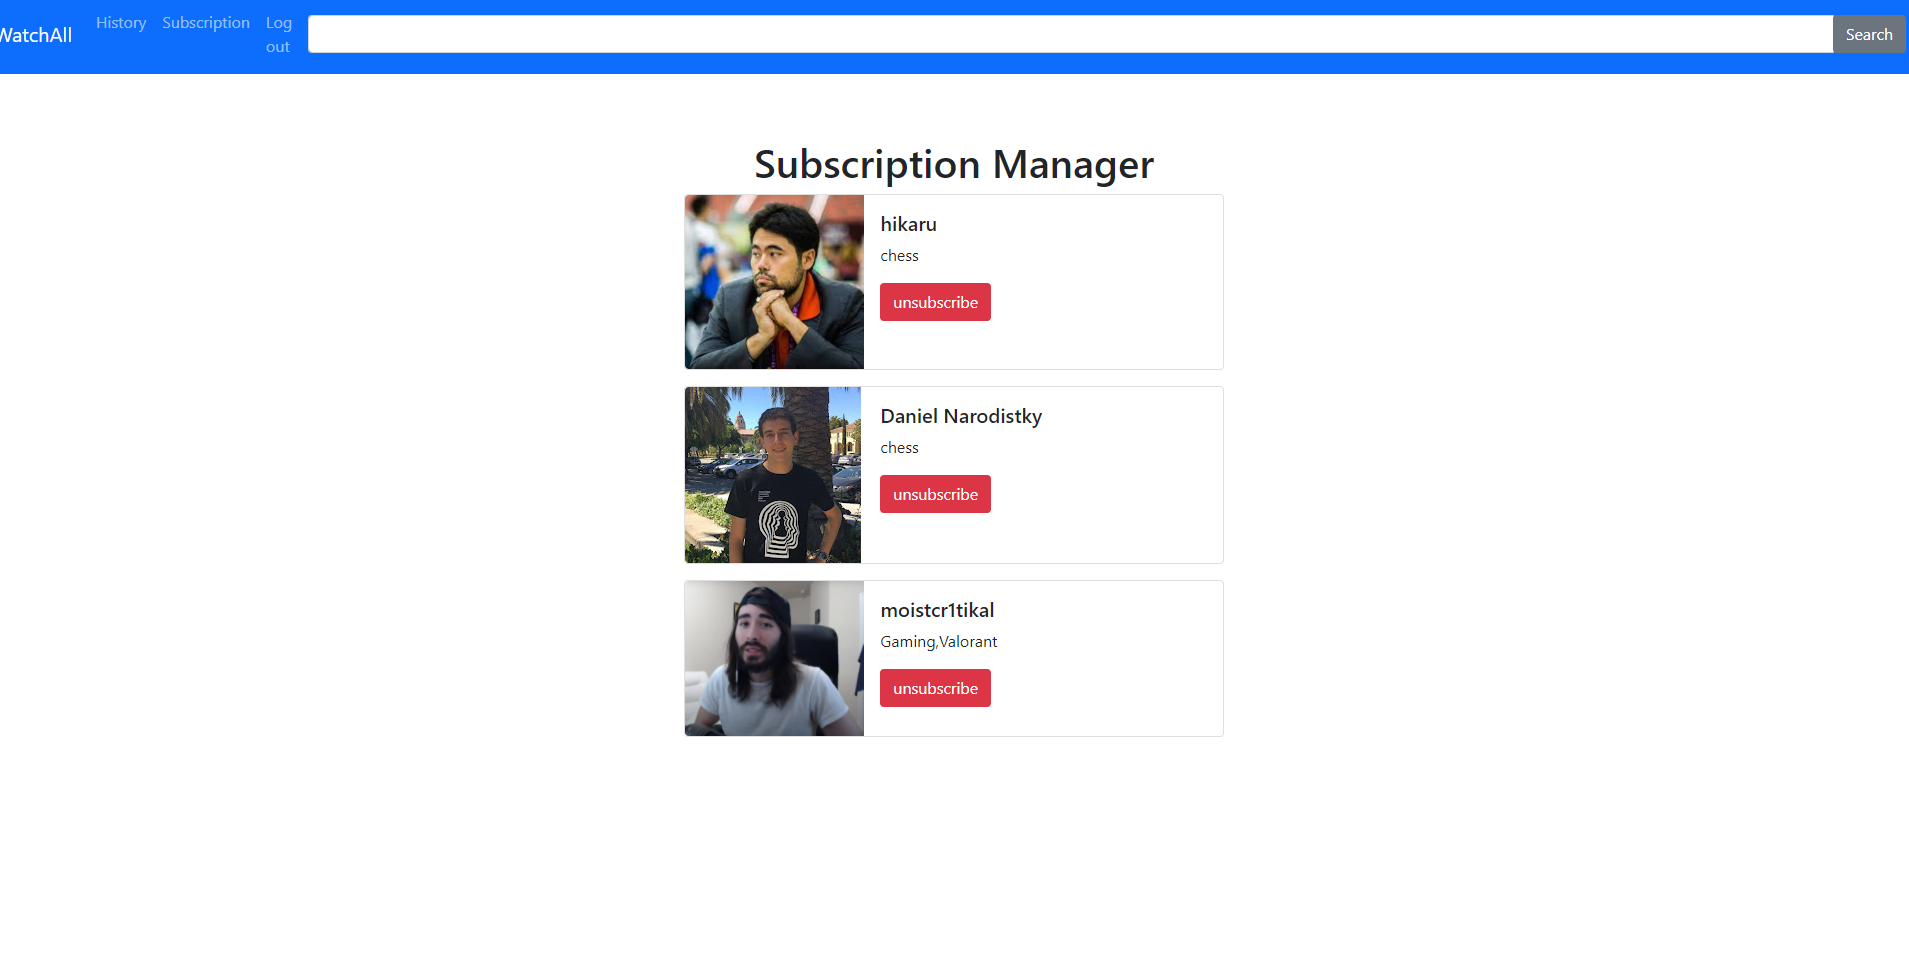 WatchAll
History
Subscription
Log
out
Search
Subscription Manager
hikaru
chess
unsubscribe
Daniel Narodistky
chess
unsubscribe
moistcr1tikal
Gaming,Valorant
unsubscribe